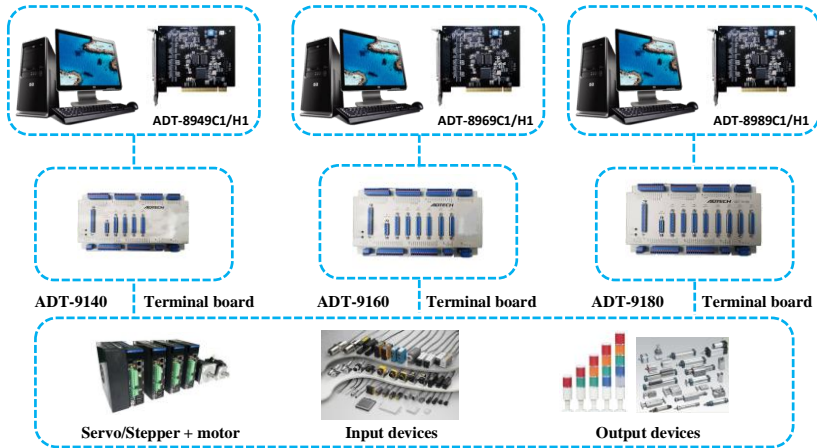 ADT-8949C1/H1
ADT-8969C1/H1
ADT-8989C1/H1
ADTECH
ADTECH
ADTECH
ADT-9140 Terminal board
ADT-9160 Terminal board
ADT-9180 Terminal board
Servo/Stepper + motor
Input devices
Output devices